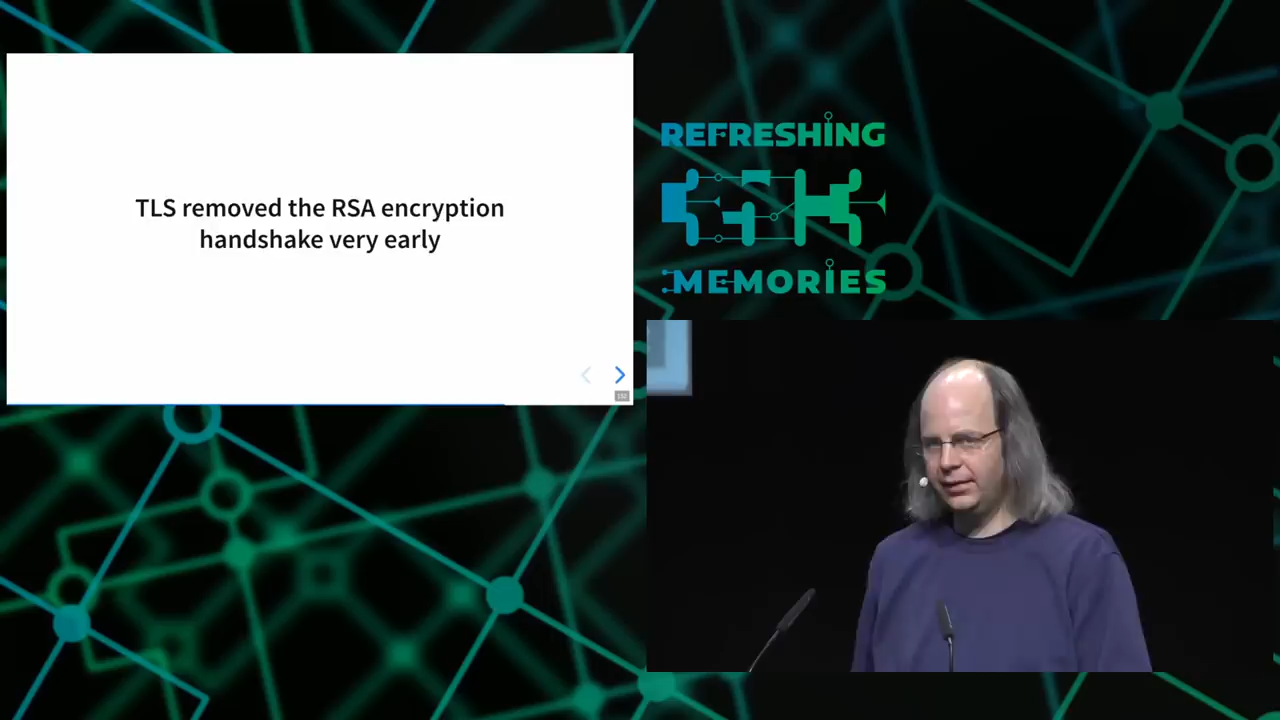 TLS removed the RSA encryption
handshake very early
REFRESHING
MEMORIES